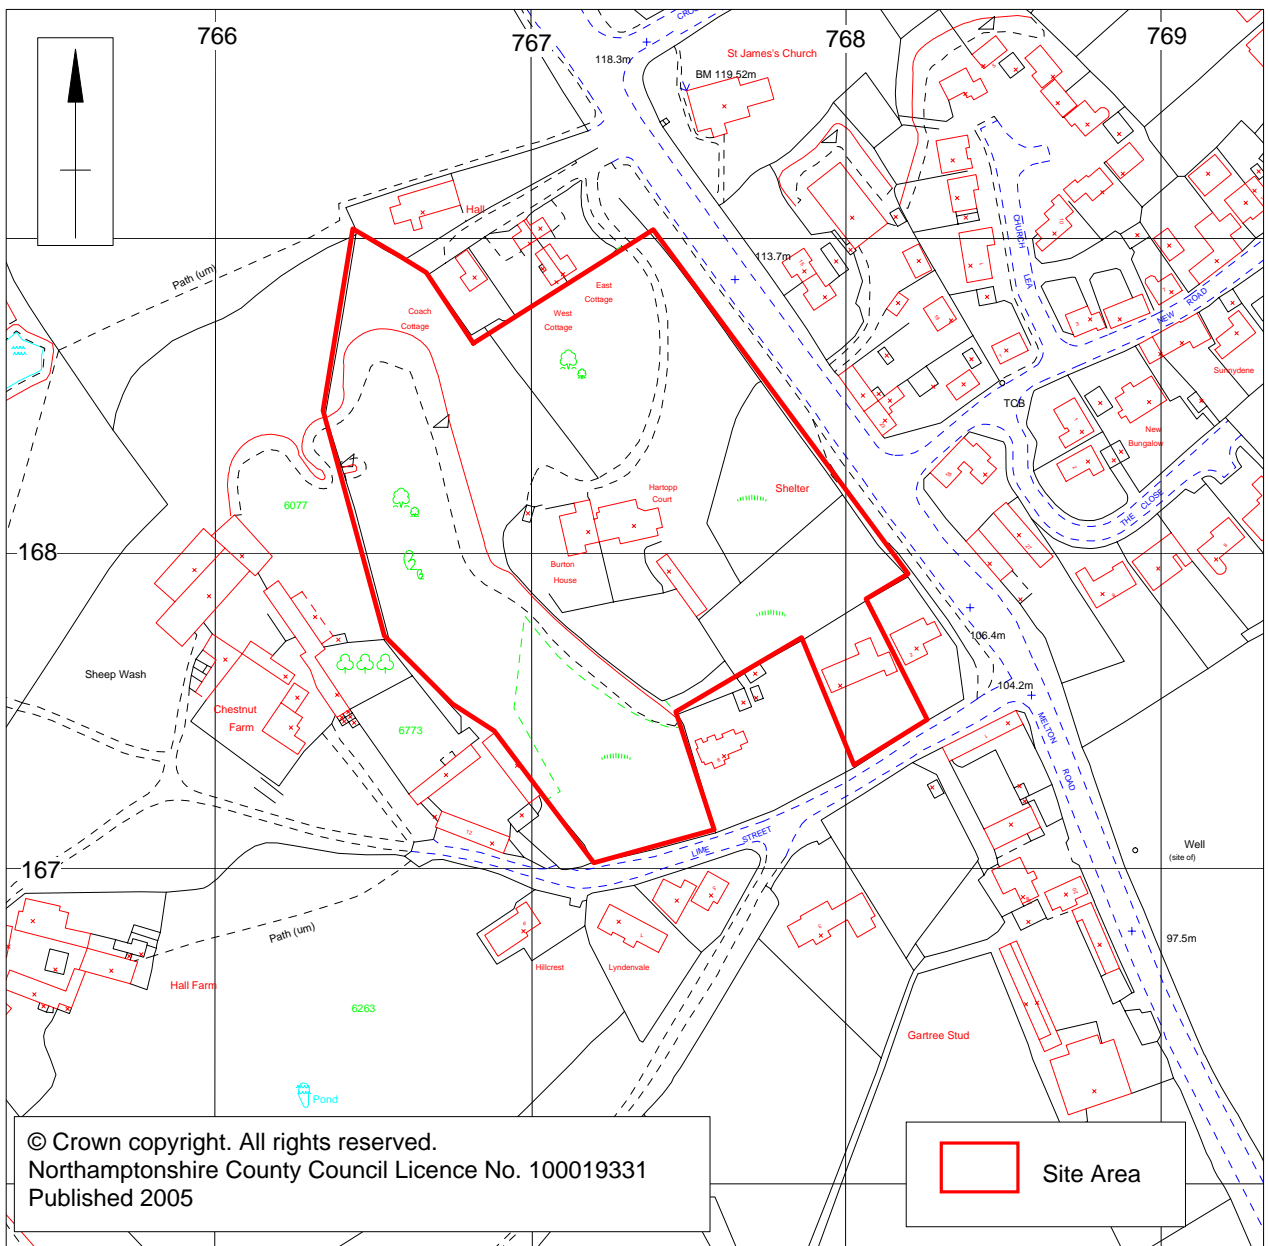 766
767
768
769
CROSS
118.3m
St James's Church
BM 119.52m
Hall
Path (um)
113.7m
CHURCH
LEA
NEW ROAD
East
Cottage
Coach
Cottage
West
Cottage
Sunnydene
TCB
New
Bungalow
THE CLOSE
6077
Hartopp
Court
Shelter
168
Burton
House
106.4m
Sheep Wash
104.2m
Chestnut
Farm
6773
MELTON
ROAD
12
LIME STREET
Well
(site of)
167
Path (um)
97.5m
Hall Farm
Hillcrest
Lyndenvale
6263
Gartree Stud
Pond
© Crown copyright. All rights reserved.
Northamptonshire County Council Licence No. 100019331
Published 2005
Site Area